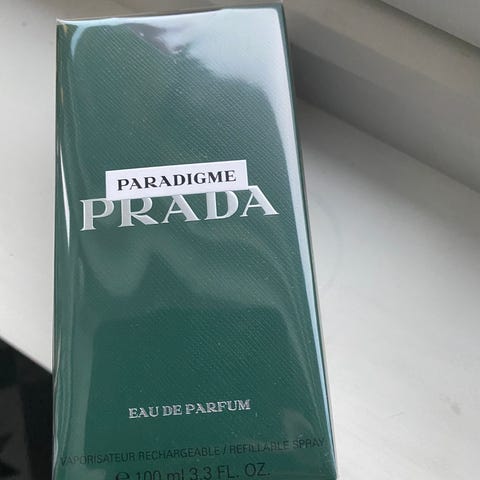 PARADIGME
PRADA
EAU DE PARFUM
VAPORISATEUR RECHARGEABLE / REFILLABLE SPRAY
℮ 100 ml 3.3 FL. OZ.